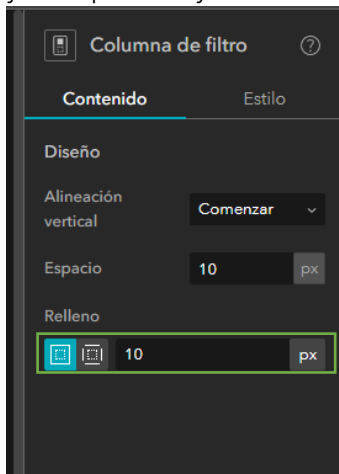 Columna de filtro ?
Contenido Estilo
Diseño
Alineación vertical Comenzar
Espacio 10 px
Relleno
10 px